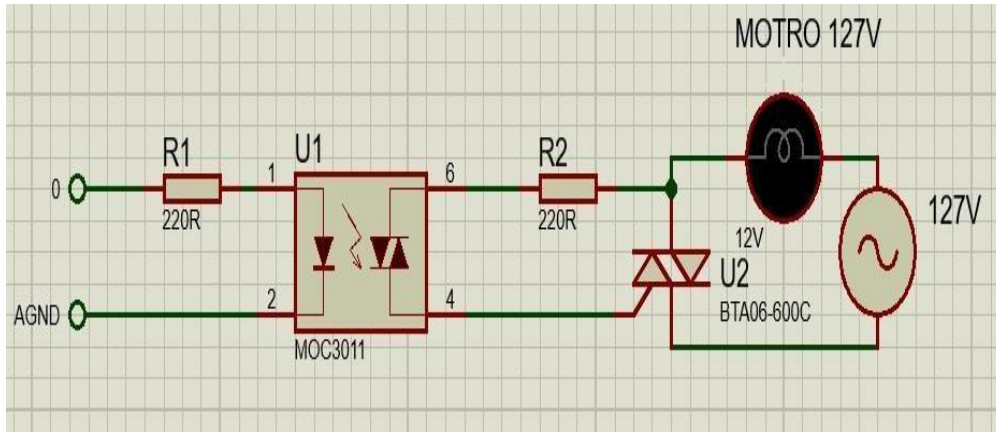 MOTRO 127V
R1
U1
R2
1
6
0
220R
220R
127V
12V
U2
2
4
AGND
BTA06-600C
MOC3011